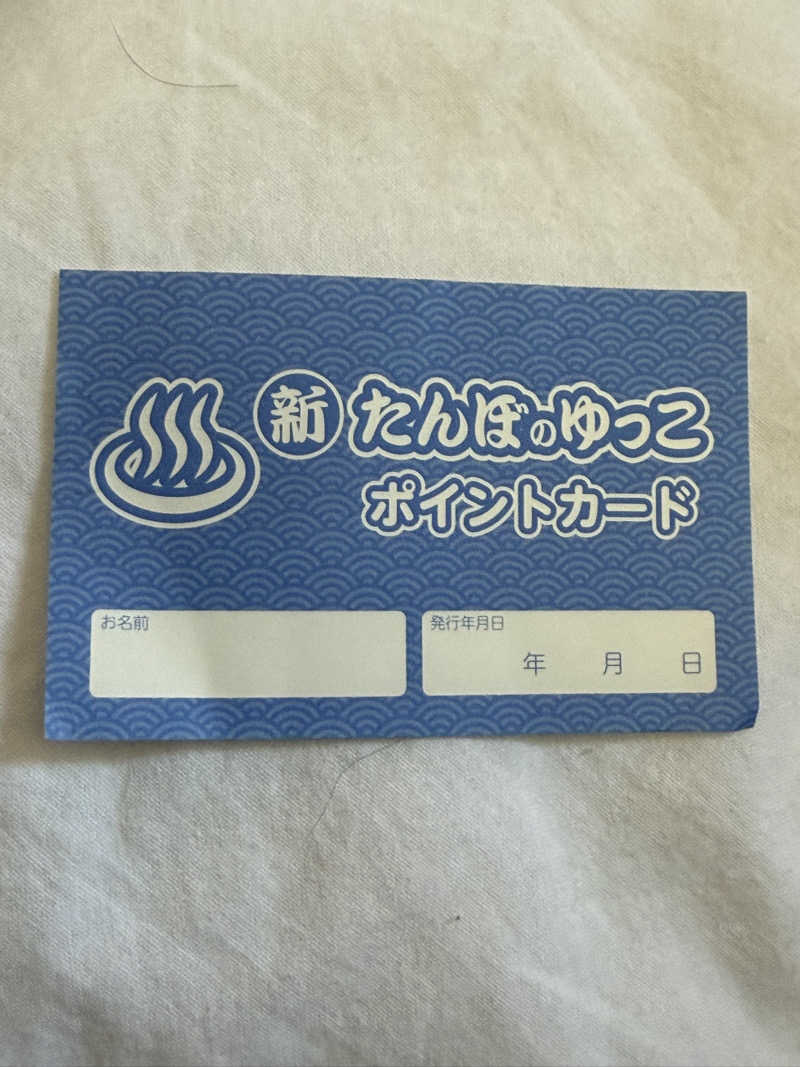 新 たんぼのゆっこ
ポイントカード
お名前
発行年月日
年 月 日